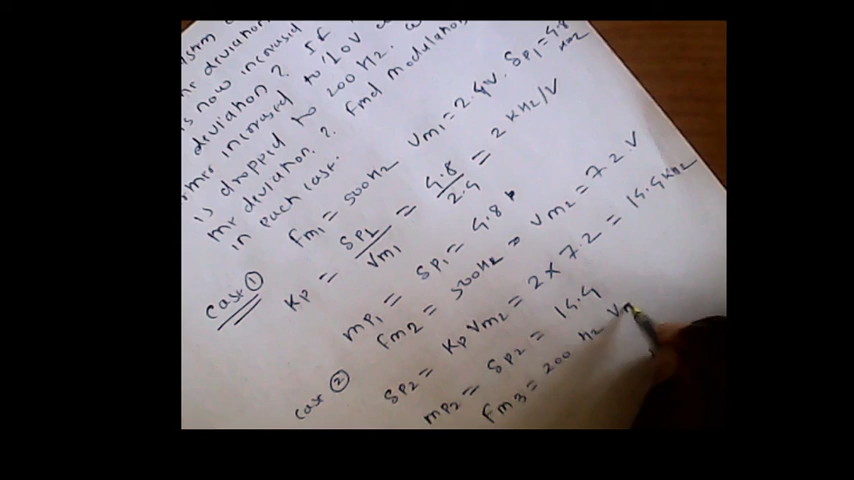 deviation
is now increased
deviation ? If
increased to 10V
is dropped to 200 Hz.
mr deviation ? find modulation
in each case.
Case ① fm1 = 500Hz Vm1 = 2.4V. δP1 = 4.8 kHz
KP = δP1 / Vm1 = 4.8 / 2.4 = 2 kHz/V
mP1 = δP1 = 4.8
Case ② fm2 = 500Hz Vm2 = 7.2.V
δP2 = KP Vm2 = 2 × 7.2 = 14.4 kHz
mP2 = δP2 = 14.4
fm3 = 200 Hz